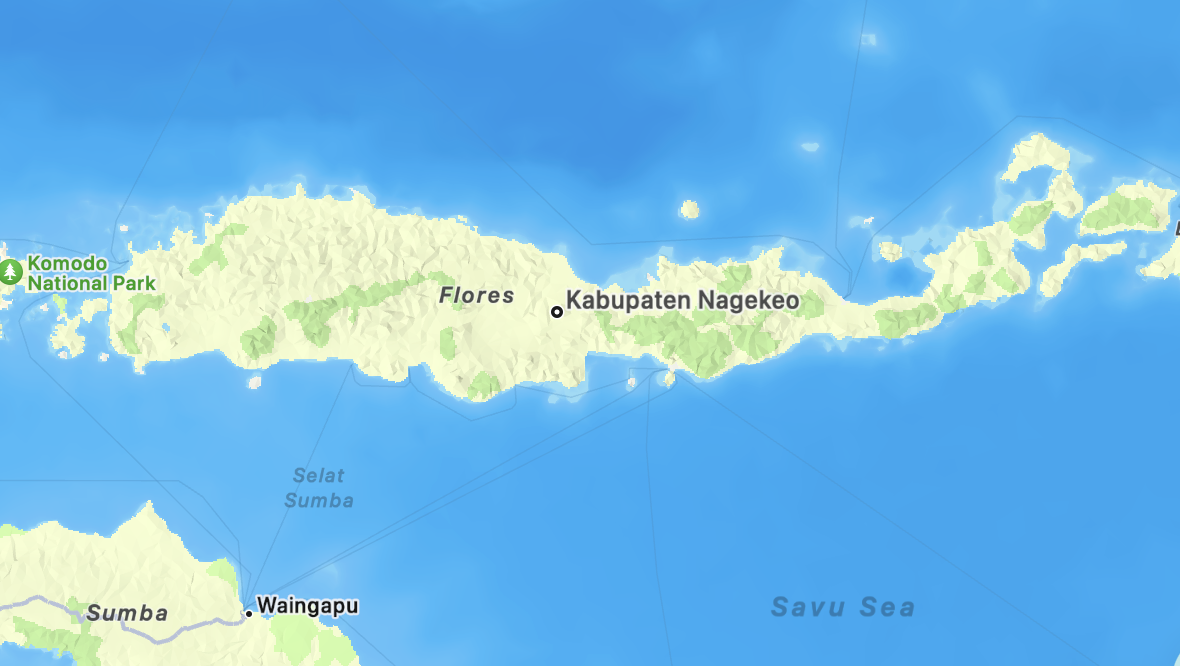 Komodo
National Park
Flores
Kabupaten Nagekeo
Selat
Sumba
Sumba
Waingapu
Savu Sea